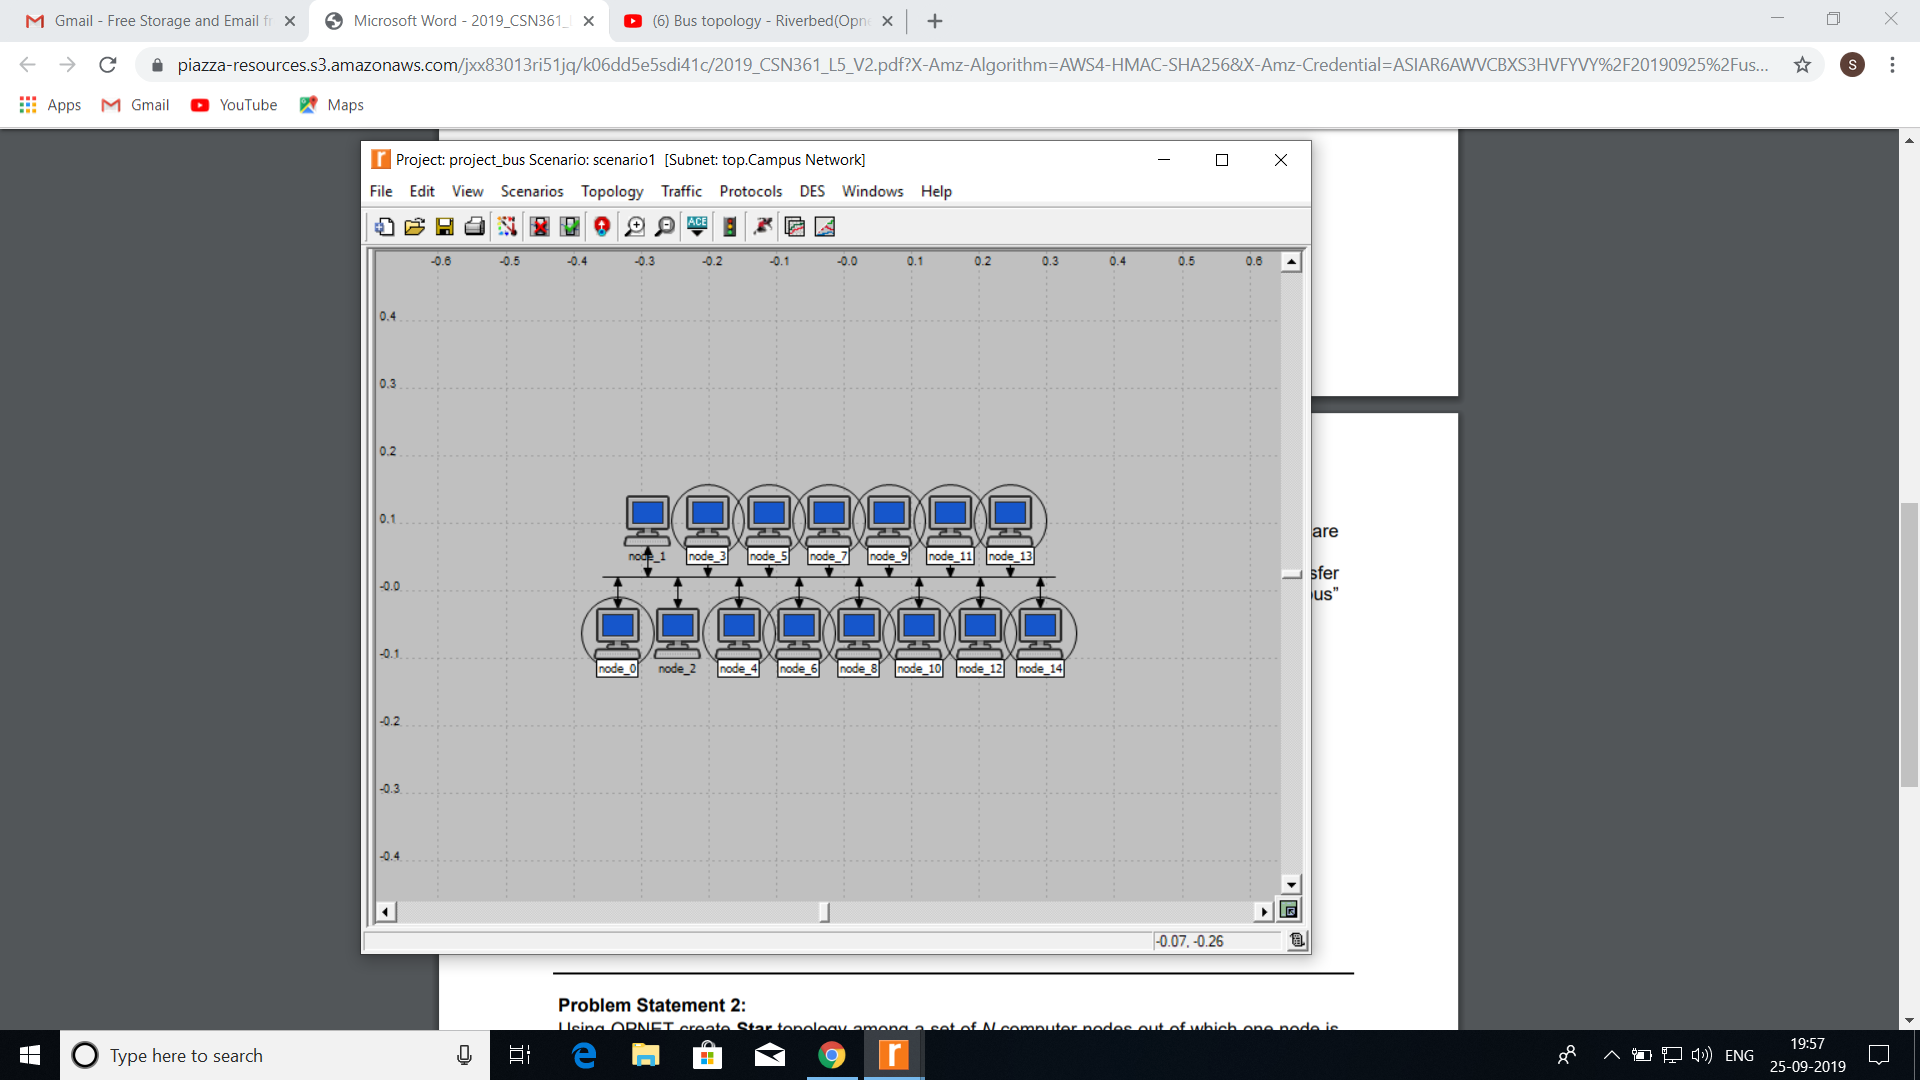 Gmail - Free Storage and Email f
Microsoft Word - 2019_CSN361_
(6) Bus topology - Riverbed(Opn
piazza-resources.s3.amazonaws.com/jxx83013ri51jq/k06dd5e5sdi41c/2019_CSN361_L5_V2.pdf?X-Amz-Algorithm=AWS4-HMAC-SHA256&X-Amz-Credential=ASIAR6AWVCBXS3HVFYVY%2F20190925%2Fus...
S
Apps Gmail YouTube Maps
Project: project_bus Scenario: scenario1 [Subnet: top.Campus Network]
File Edit View Scenarios Topology Traffic Protocols DES Windows Help
ACE
-0.6 -0.5 -0.4 -0.3 -0.2 -0.1 -0.0 0.1 0.2 0.3 0.4 0.5 0.6
0.4
0.3
0.2
0.1
node_1 node_3 node_5 node_7 node_9 node_11 node_13
-0.0
-0.1
node_0 node_2 node_4 node_6 node_8 node_10 node_12 node_14
-0.2
-0.3
-0.4
-0.07, -0.26
are
sfer
ous”
Problem Statement 2:
Using OPNET create Star topology among a set of N computer nodes out of which one node is
Type here to search
ENG
19:57
25-09-2019